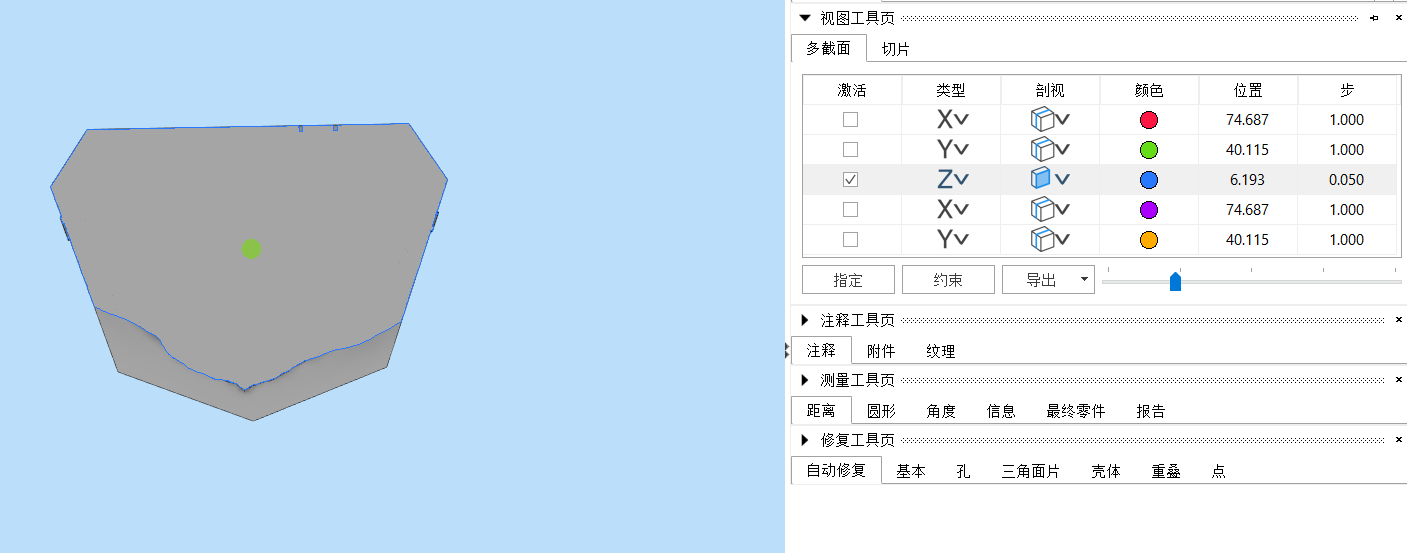 视图工具页
多截面 切片
激活 类型 剖视 颜色 位置 步
X 74.687 1.000
Y 40.115 1.000
Z 6.193 0.050
X 74.687 1.000
Y 40.115 1.000
指定 约束 导出
注释工具页
注释 附件 纹理
测量工具页
距离 圆形 角度 信息 最终零件 报告
修复工具页
自动修复 基本 孔 三角面片 壳体 重叠 点